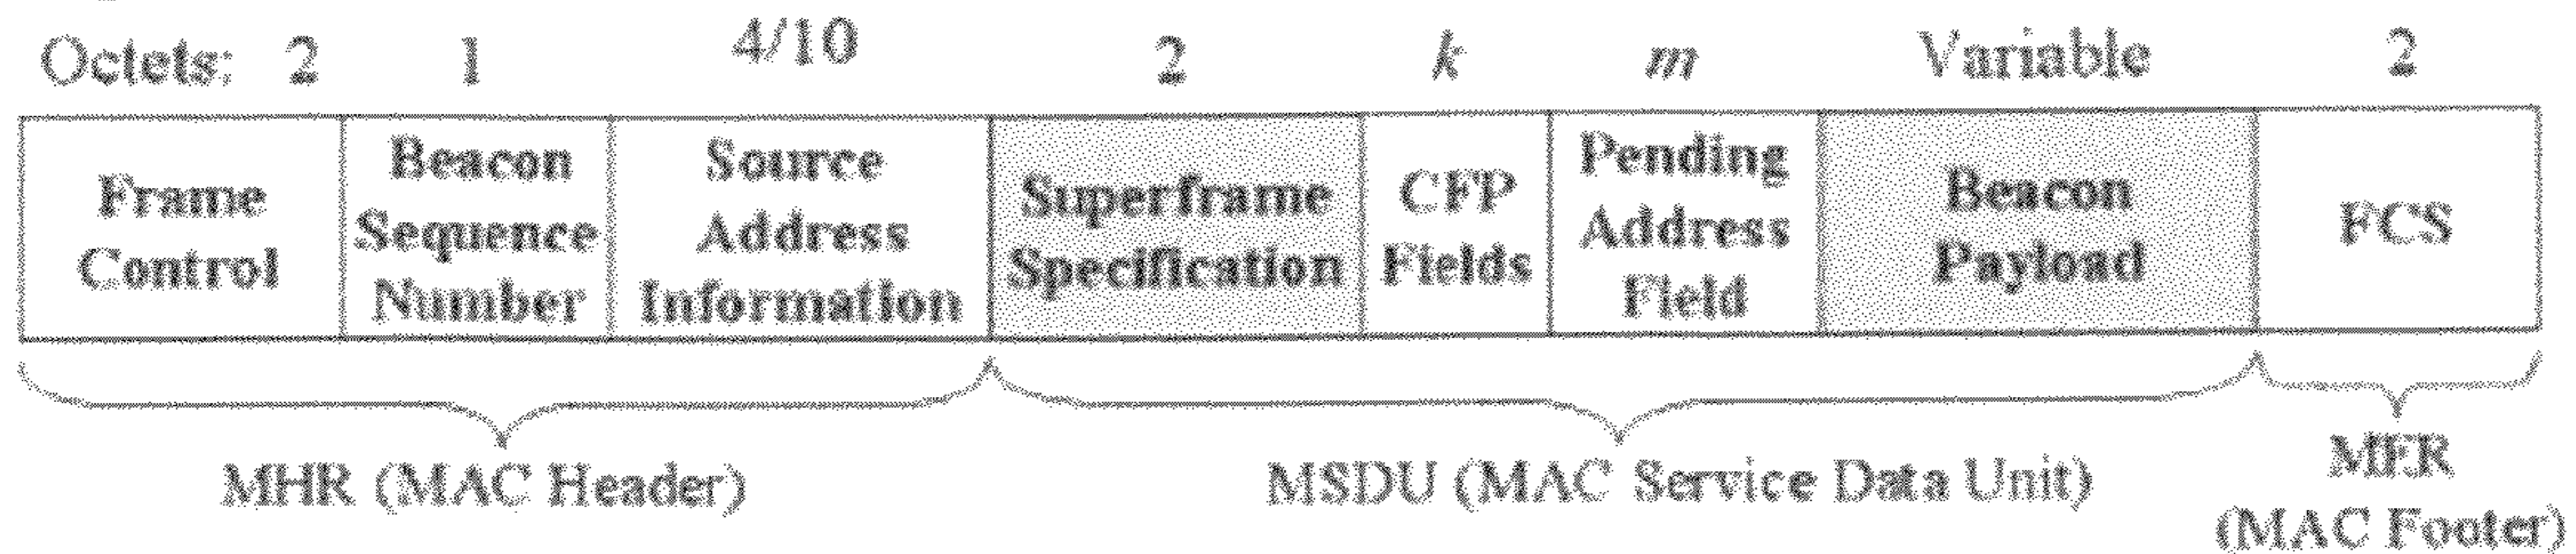 Octets: 2 1 4/10 2 k m Variable 2
Frame
Control
Beacon
Sequence
Number
Source
Address
Information
Superframe
Specification
CFP
Fields
Pending
Address
Field
Beacon
Payload
FCS
MHR (MAC Header)
MSDU (MAC Service Data Unit)
MFR
(MAC Footer)